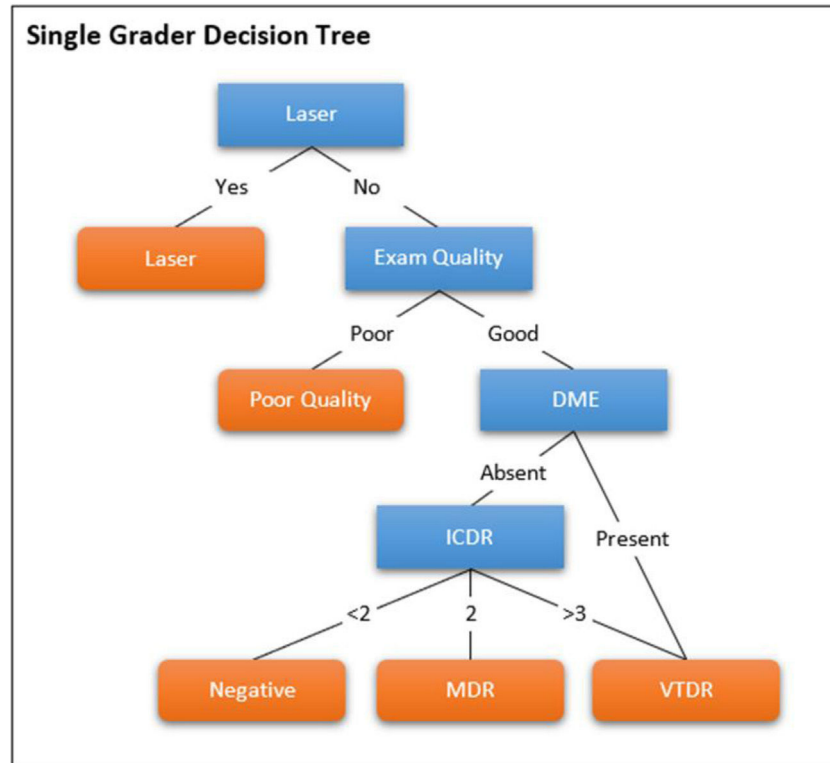 Single Grader Decision Tree
Laser
Yes
No
Laser
Exam Quality
Poor
Good
Poor Quality
DME
Absent
ICDR
Present
<2
2
>3
Negative
MDR
VTDR